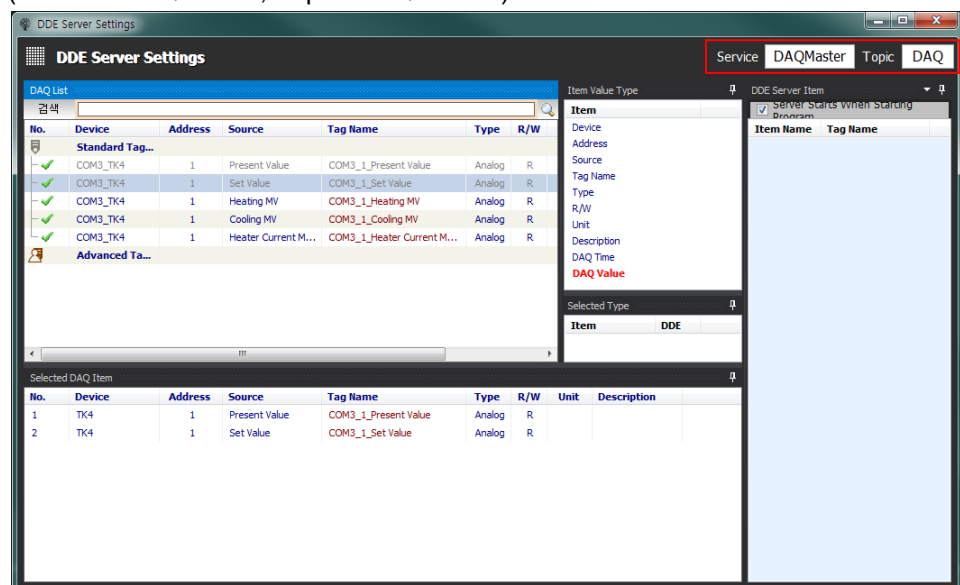 DDE Server Settings
DDE Server Settings
Service DAQMaster Topic DAQ
DAQ List
검색
No. Device Address Source Tag Name Type R/W
Standard Tag...
COM3_TK4 1 Present Value COM3_1_Present Value Analog R
COM3_TK4 1 Set Value COM3_1_Set Value Analog R
COM3_TK4 1 Heating MV COM3_1_Heating MV Analog R
COM3_TK4 1 Cooling MV COM3_1_Cooling MV Analog R
COM3_TK4 1 Heater Current M... COM3_1_Heater Current M... Analog R
Advanced Ta...
Item Value Type
Item
Device
Address
Source
Tag Name
Type
R/W
Unit
Description
DAQ Time
DAQ Value
Selected Type
Item DDE
DDE Server Item
Server Starts When Starting
Program
Item Name Tag Name
Selected DAQ Item
No. Device Address Source Tag Name Type R/W Unit Description
1 TK4 1 Present Value COM3_1_Present Value Analog R
2 TK4 1 Set Value COM3_1_Set Value Analog R